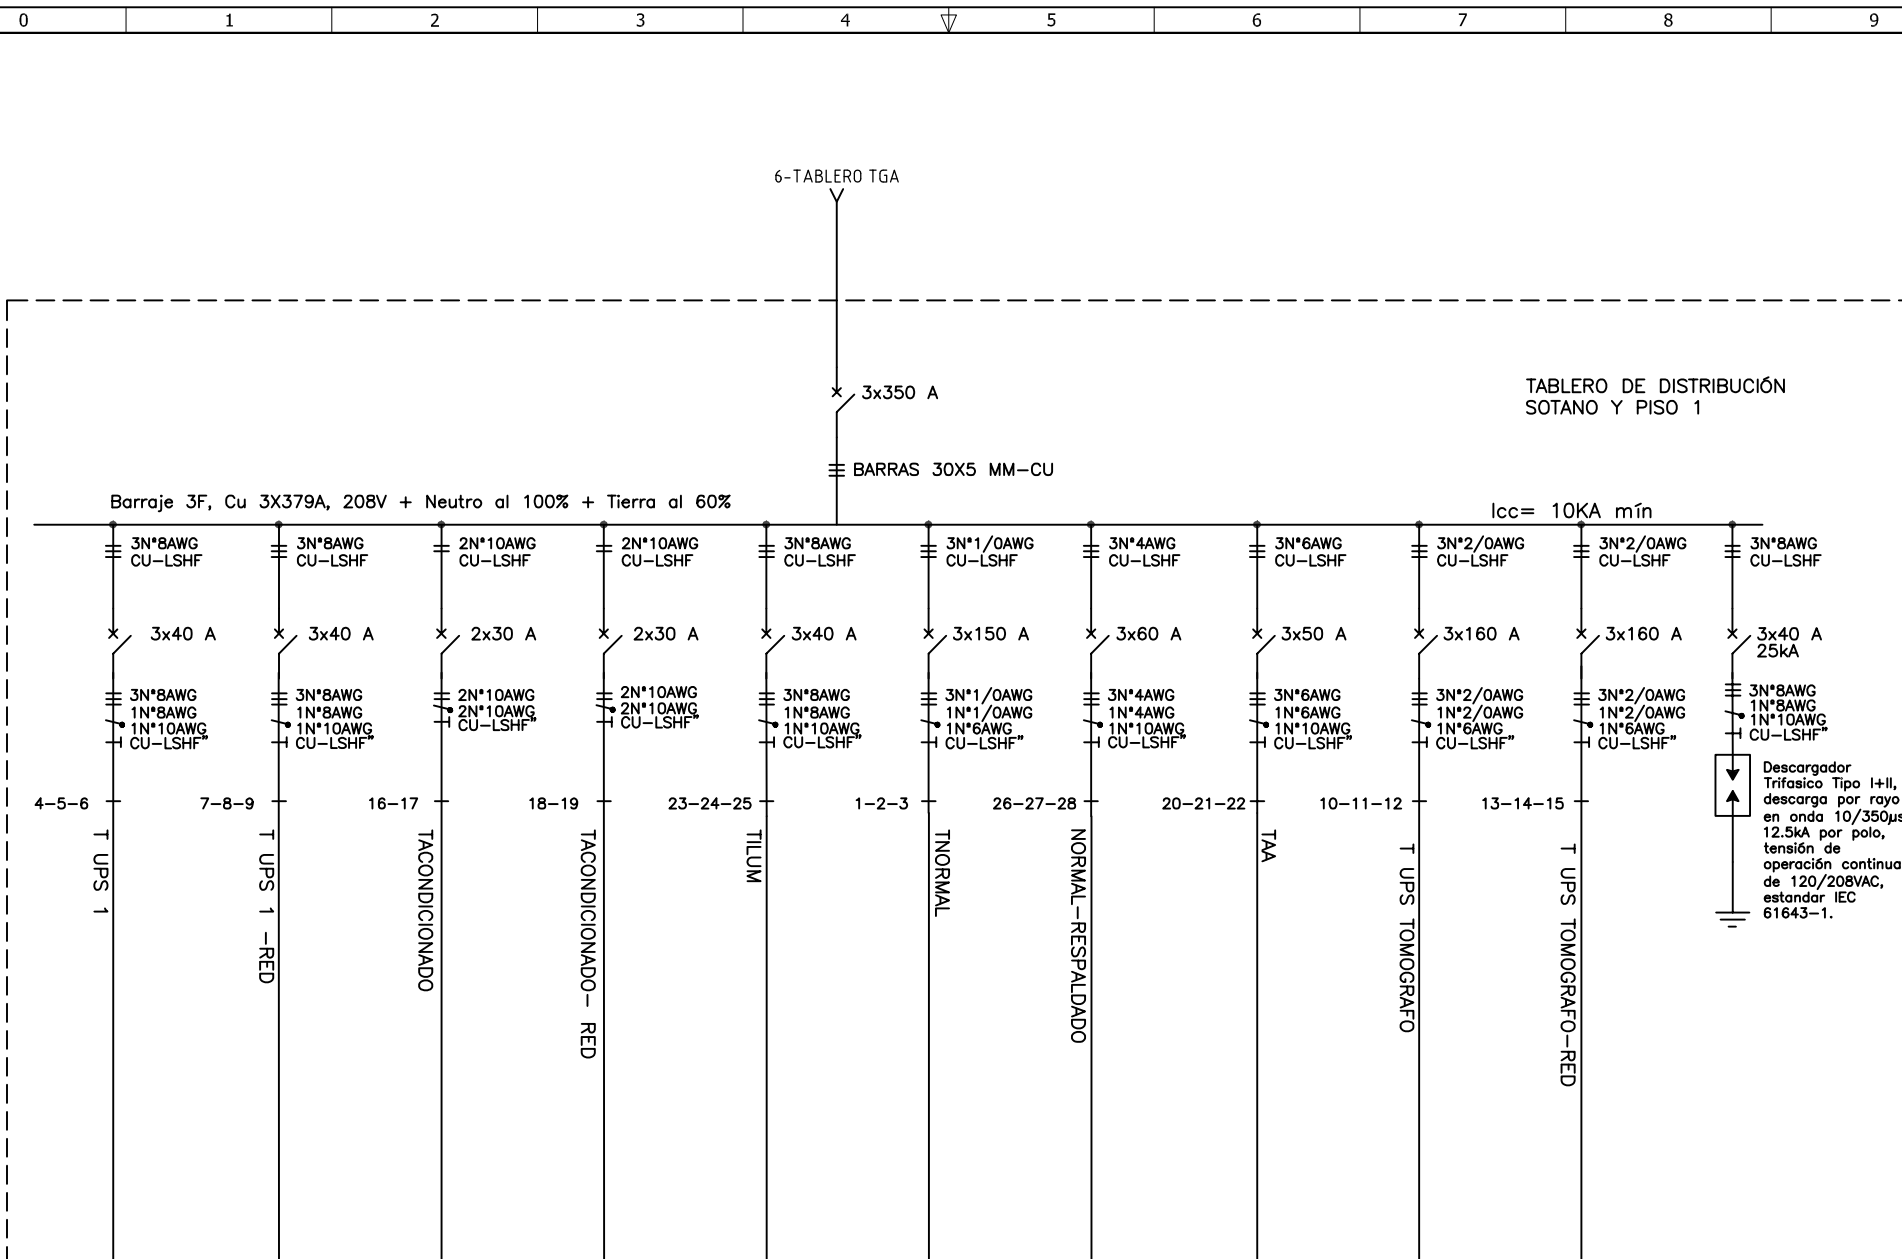 0 1 2 3 4 5 6 7 8 9
6-TABLERO TGA
3x350 A
TABLERO DE DISTRIBUCIÓN
SOTANO Y PISO 1
BARRAS 30X5 MM-CU
Barraje 3F, Cu 3X379A, 208V + Neutro al 100% + Tierra al 60%
Icc= 10KA mín
3N°8AWG
CU-LSHF
3x40 A
3N°8AWG
1N°8AWG
1N°10AWG
CU-LSHF"
4-5-6
T UPS 1
3N°8AWG
CU-LSHF
3x40 A
3N°8AWG
1N°8AWG
1N°10AWG
CU-LSHF"
7-8-9
T UPS 1 -RED
2N°10AWG
CU-LSHF
2x30 A
2N°10AWG
2N°10AWG
CU-LSHF"
16-17
TACONDICIONADO
2N°10AWG
CU-LSHF
2x30 A
2N°10AWG
2N°10AWG
CU-LSHF"
18-19
TACONDICIONADO- RED
3N°8AWG
CU-LSHF
3x40 A
3N°8AWG
1N°8AWG
1N°10AWG
CU-LSHF"
23-24-25
TILUM
3N°1/0AWG
CU-LSHF
3x150 A
3N°1/0AWG
1N°1/0AWG
1N°6AWG
CU-LSHF"
1-2-3
TNORMAL
3N°4AWG
CU-LSHF
3x60 A
3N°4AWG
1N°4AWG
1N°10AWG
CU-LSHF"
26-27-28
NORMAL-RESPALDADO
3N°6AWG
CU-LSHF
3x50 A
3N°6AWG
1N°6AWG
1N°10AWG
CU-LSHF"
20-21-22
TAA
3N°2/0AWG
CU-LSHF
3x160 A
3N°2/0AWG
1N°2/0AWG
1N°6AWG
CU-LSHF"
10-11-12
T UPS TOMOGRAFO
3N°2/0AWG
CU-LSHF
3x160 A
3N°2/0AWG
1N°2/0AWG
1N°6AWG
CU-LSHF"
13-14-15
T UPS TOMOGRAFO-RED
3N°8AWG
CU-LSHF
3x40 A
25kA
3N°8AWG
1N°8AWG
1N°10AWG
CU-LSHF"
Descargador
Trifasico Tipo I+II,
descarga por rayo
en onda 10/350µs
12.5kA por polo,
tensión de
operación continua
de 120/208VAC,
estandar IEC
61643-1.